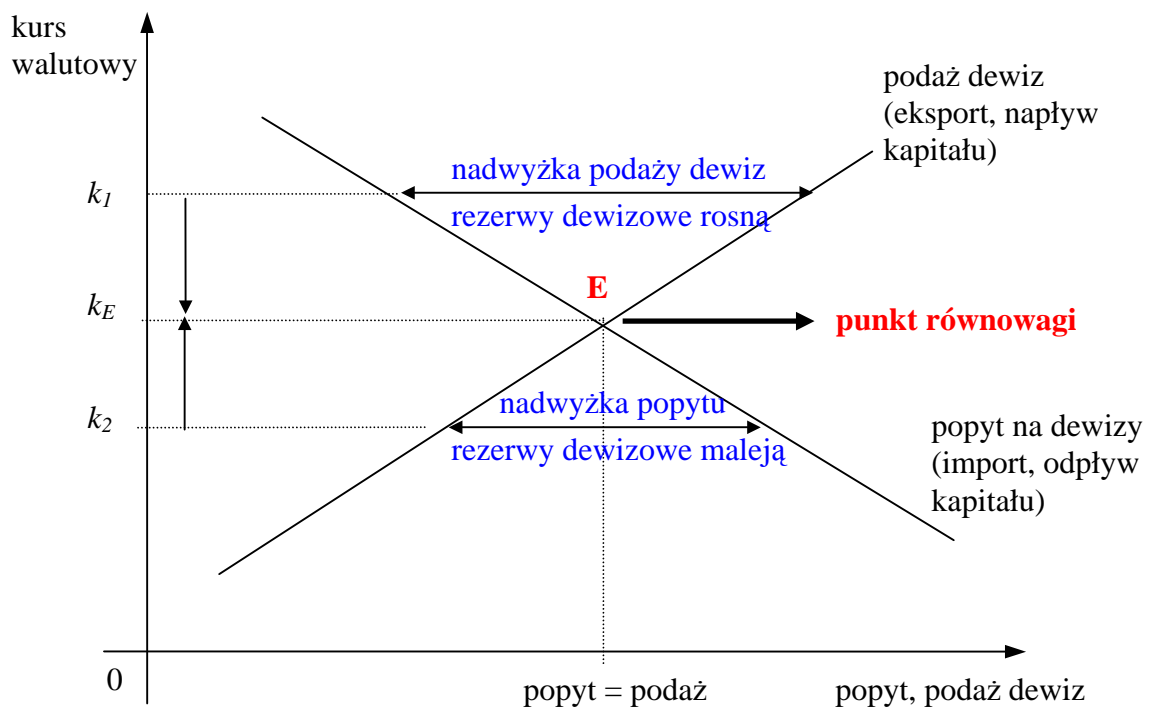 kurs
walutowy
podaż dewiz
(eksport, napływ
kapitału)
nadwyżka podaży dewiz
k1
rezerwy dewizowe rosną
E
kE
punkt równowagi
nadwyżka popytu
k2
rezerwy dewizowe maleją
popyt na dewizy
(import, odpływ
kapitału)
0
popyt = podaż
popyt, podaż dewiz